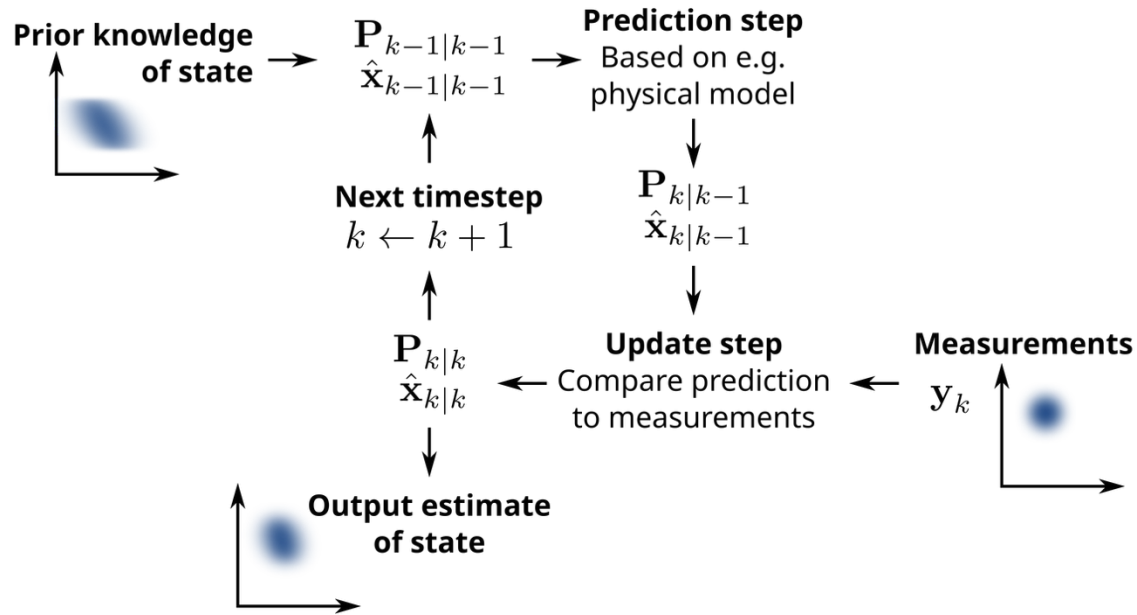 Prior knowledge
of state
P_{k−1|k−1}
x̂_{k−1|k−1}
Prediction step
Based on e.g.
physical model
P_{k|k−1}
x̂_{k|k−1}
Next timestep
k ← k + 1
P_{k|k}
x̂_{k|k}
Update step
Compare prediction
to measurements
Measurements
y_k
Output estimate
of state